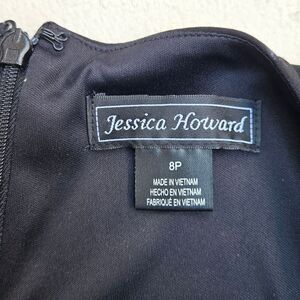 Jessica Howard
8P
MADE IN VIETNAM
HECHO EN VIETNAM
FABRIQUÉ EN VIETNAM